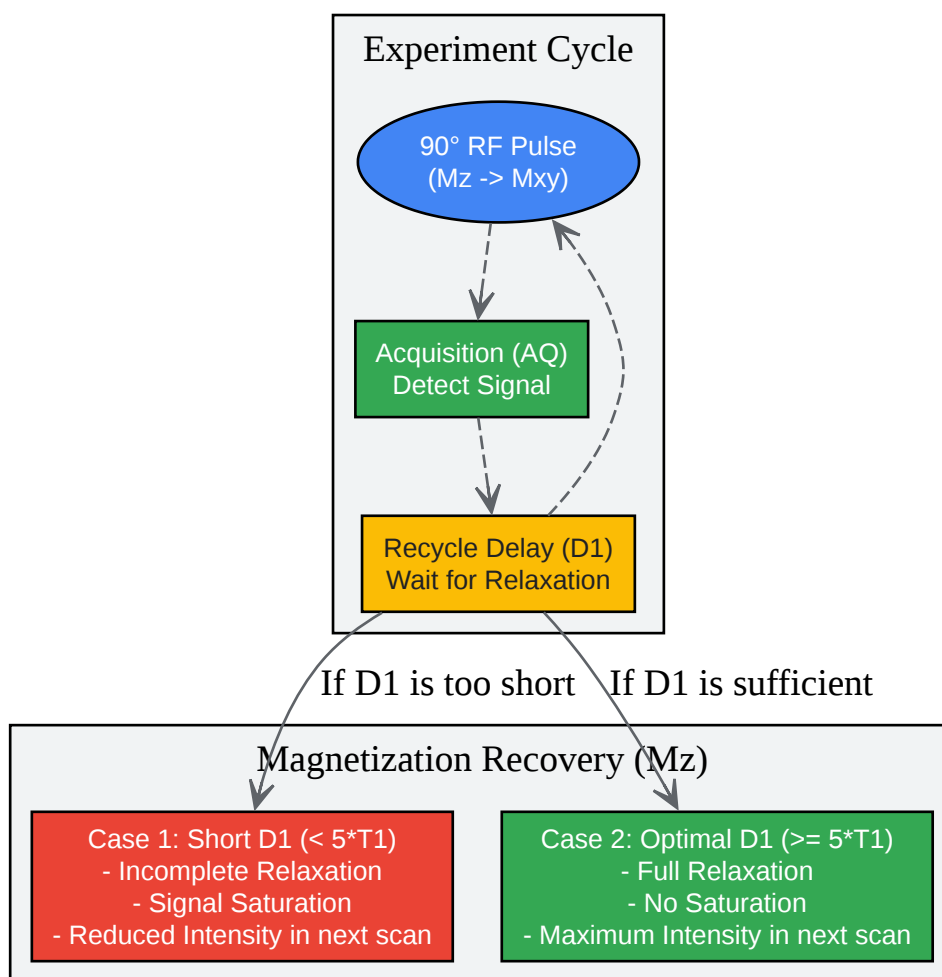 Experiment Cycle
90° RF Pulse
(Mz -> Mxy)
Acquisition (AQ)
Detect Signal
Recycle Delay (D1)
Wait for Relaxation
If D1 is too short
If D1 is sufficient
Magnetization Recovery (Mz)
Case 1: Short D1 (< 5*T1)
- Incomplete Relaxation
- Signal Saturation
- Reduced Intensity in next scan
Case 2: Optimal D1 (>= 5*T1)
- Full Relaxation
- No Saturation
- Maximum Intensity in next scan